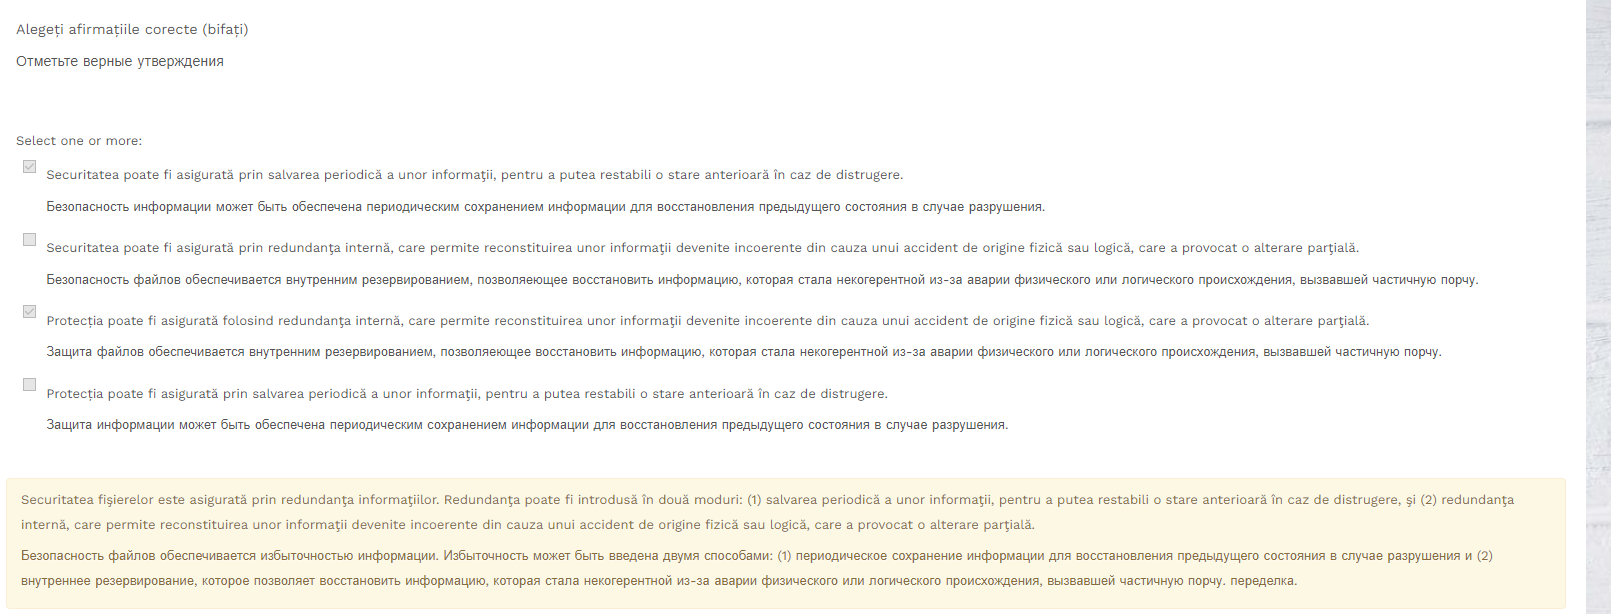 Alegeți afirmațiile corecte (bifați)
Отметьте верные утверждения
Select one or more:
Securitatea poate fi asigurată prin salvarea periodică a unor informaţii, pentru a putea restabili o stare anterioară în caz de distrugere.
Безопасность информации может быть обеспечена периодическим сохранением информации для восстановления предыдущего состояния в случае разрушения.
Securitatea poate fi asigurată prin redundanţa internă, care permite reconstituirea unor informaţii devenite incoerente din cauza unui accident de origine fizică sau logică, care a provocat o alterare parţială.
Безопасность файлов обеспечивается внутренним резервированием, позволяеющее восстановить информацию, которая стала некогерентной из-за аварии физического или логического происхождения, вызвавшей частичную порчу.
Protecția poate fi asigurată folosind redundanţa internă, care permite reconstituirea unor informaţii devenite incoerente din cauza unui accident de origine fizică sau logică, care a provocat o alterare parţială.
Защита файлов обеспечивается внутренним резервированием, позволяеющее восстановить информацию, которая стала некогерентной из-за аварии физического или логического происхождения, вызвавшей частичную порчу.
Protecția poate fi asigurată prin salvarea periodică a unor informaţii, pentru a putea restabili o stare anterioară în caz de distrugere.
Защита информации может быть обеспечена периодическим сохранением информации для восстановления предыдущего состояния в случае разрушения.
Securitatea fişierelor este asigurată prin redundanţa informaţiilor. Redundanţa poate fi introdusă în două moduri: (1) salvarea periodică a unor informaţii, pentru a putea restabili o stare anterioară în caz de distrugere, şi (2) redundanţa
internă, care permite reconstituirea unor informaţii devenite incoerente din cauza unui accident de origine fizică sau logică, care a provocat o alterare parţială.
Безопасность файлов обеспечивается избыточностью информации. Избыточность может быть введена двумя способами: (1) периодическое сохранение информации для восстановления предыдущего состояния в случае разрушения и (2)
внутреннее резервирование, которое позволяет восстановить информацию, которая стала некогерентной из-за аварии физического или логического происхождения, вызвавшей частичную порчу. переделка.